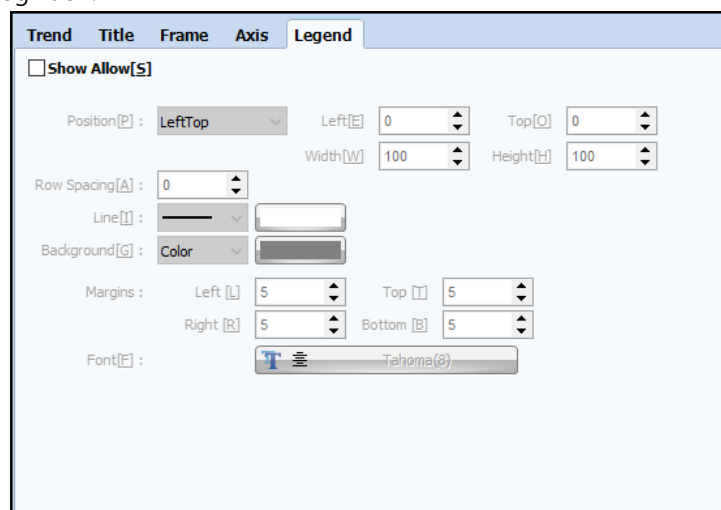 Trend Title Frame Axis Legend
Show Allow[S]
Position[P] : LeftTop Left[E] 0 Top[O] 0
Width[W] 100 Height[H] 100
Row Spacing[A] : 0
Line[I] :
Background[G] : Color
Margins : Left [L] 5 Top [T] 5
Right [R] 5 Bottom [B] 5
Font[F] : Tahoma(8)